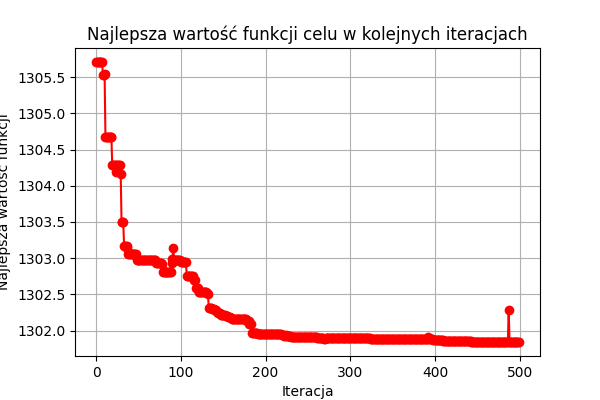 Najlepsza wartość funkcji celu w kolejnych iteracjach
Najlepsza wartość funkcji
1305.5
1305.0
1304.5
1304.0
1303.5
1303.0
1302.5
1302.0
0 100 200 300 400 500
Iteracja